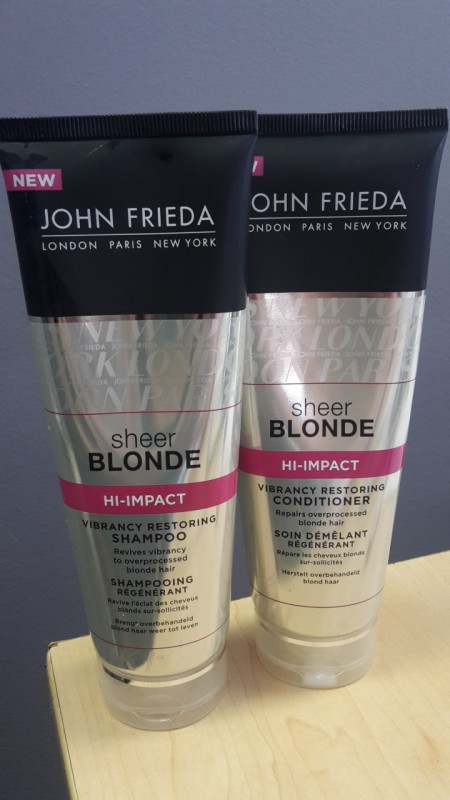 NEW
JOHN FRIEDA
LONDON PARIS NEW YORK
sheer
BLONDE
HI-IMPACT
VIBRANCY RESTORING
SHAMPOO
Revives vibrancy
to overprocessed
blonde hair
SHAMPOOING
RÉGÉNÉRANT
Ravive l'éclat des cheveux
blonds sur-sollicités
Brengt overbehandeld
blond haar weer tot leven
OHN FRIEDA
ONDON PARIS NEW YORK
sheer
BLONDE
HI-IMPACT
VIBRANCY RESTORING
CONDITIONER
Repairs overprocessed
blonde hair
SOIN DÉMÊLANT
RÉGÉNÉRANT
Répare les cheveux blonds
sur-sollicités
Herstelt overbehandeld
blond haar